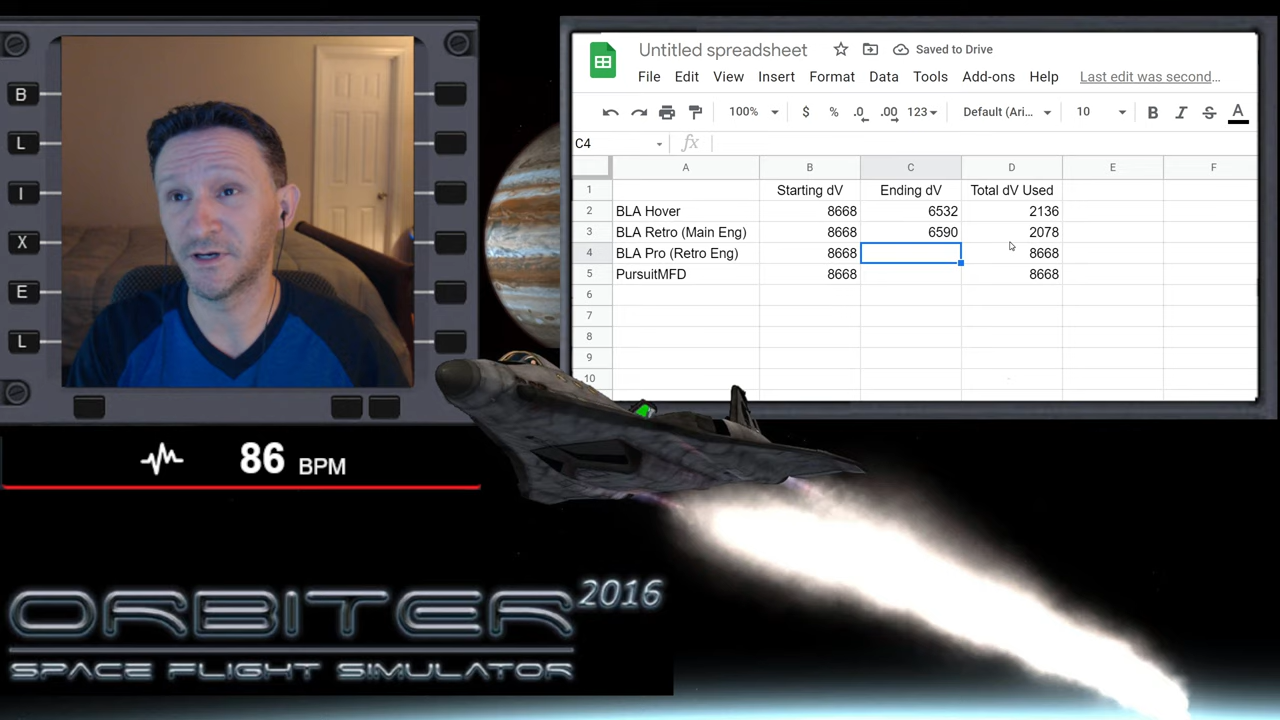 B
L
I
X
E
L
86 BPM
ORBITER 2016
SPACE FLIGHT SIMULATOR
Untitled spreadsheet Saved to Drive
File Edit View Insert Format Data Tools Add-ons Help Last edit was second...
100% $ % .0 .00 123 Default (Ari... 10 B I S A
C4 fx
A B C D E F
1 Starting dV Ending dV Total dV Used
2 BLA Hover 8668 6532 2136
3 BLA Retro (Main Eng) 8668 6590 2078
4 BLA Pro (Retro Eng) 8668 8668
5 PursuitMFD 8668 8668
6
7
8
9
10